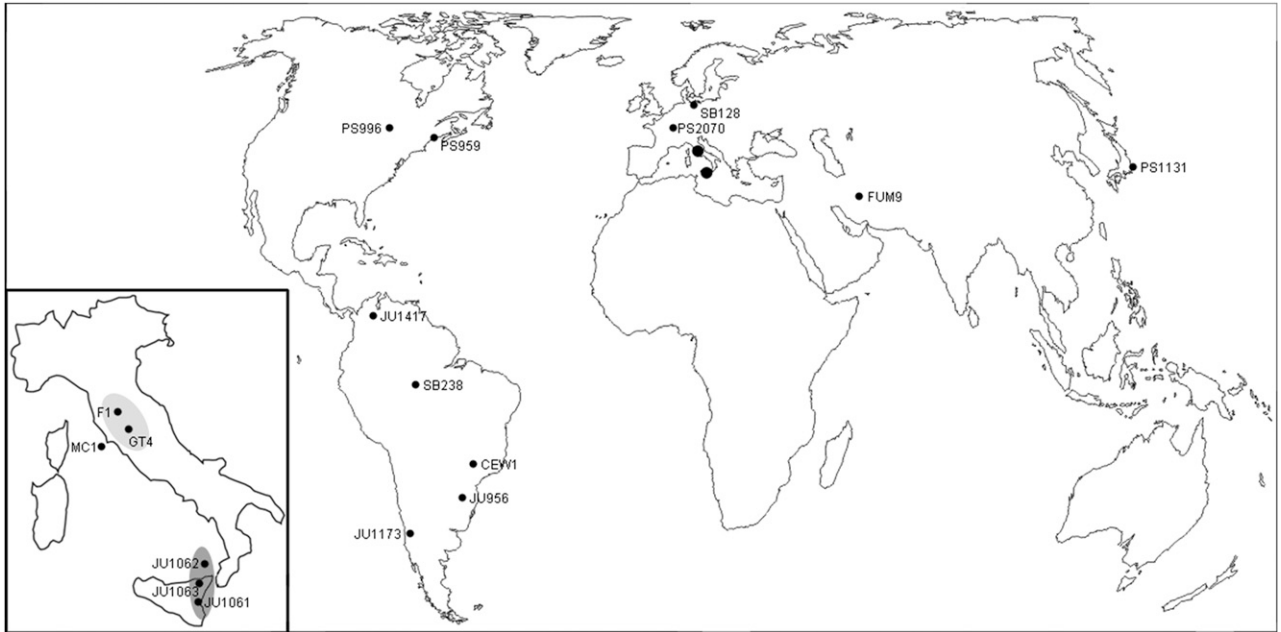 SB128
PS996
PS2070
PS959
PS1131
FUM9
JU1417
SB238
F1
GT4
MC1
CEW1
JU956
JU1173
JU1062
JU1063
JU1061